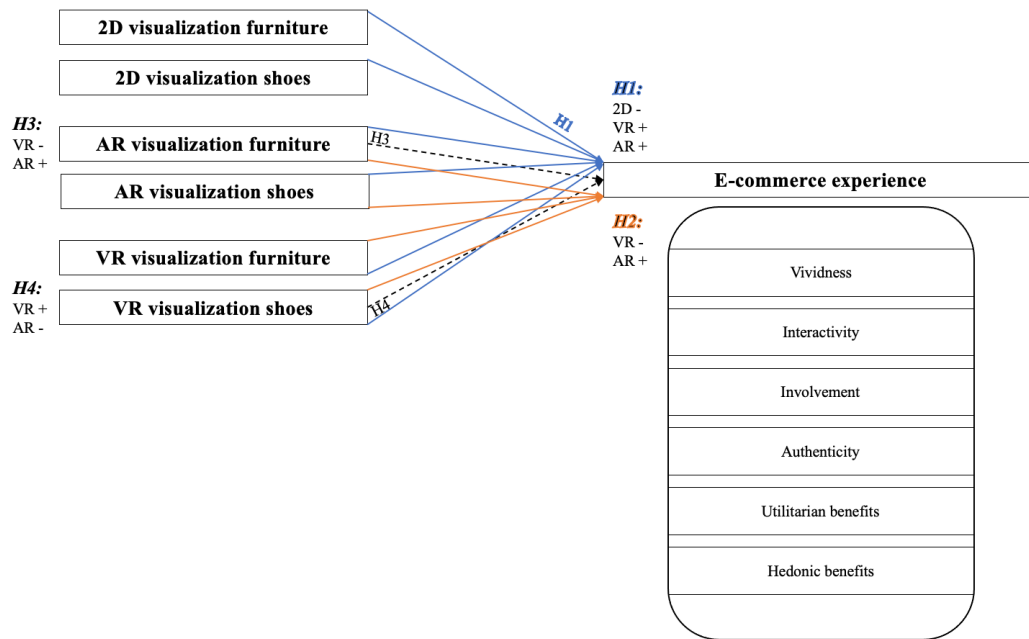 2D visualization furniture
2D visualization shoes
H3:
VR -
AR +
AR visualization furniture
AR visualization shoes
VR visualization furniture
H4:
VR +
AR -
VR visualization shoes
H1
H3
H4
H1:
2D -
VR +
AR +
E-commerce experience
H2:
VR -
AR +
Vividness
Interactivity
Involvement
Authenticity
Utilitarian benefits
Hedonic benefits